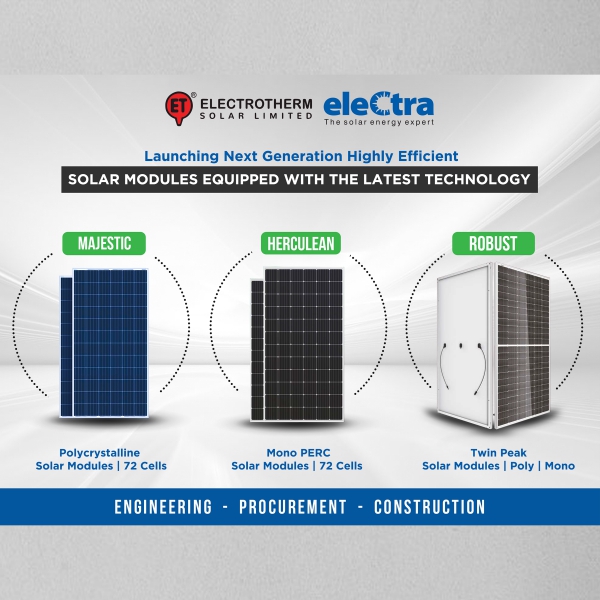 ET®
ELECTROTHERM
SOLAR LIMITED
eleCtra
The solar energy expert
Launching Next Generation Highly Efficient
SOLAR MODULES EQUIPPED WITH THE LATEST TECHNOLOGY
MAJESTIC
HERCULEAN
ROBUST
Polycrystalline
Solar Modules | 72 Cells
Mono PERC
Solar Modules | 72 Cells
Twin Peak
Solar Modules | Poly | Mono
ENGINEERING - PROCUREMENT - CONSTRUCTION